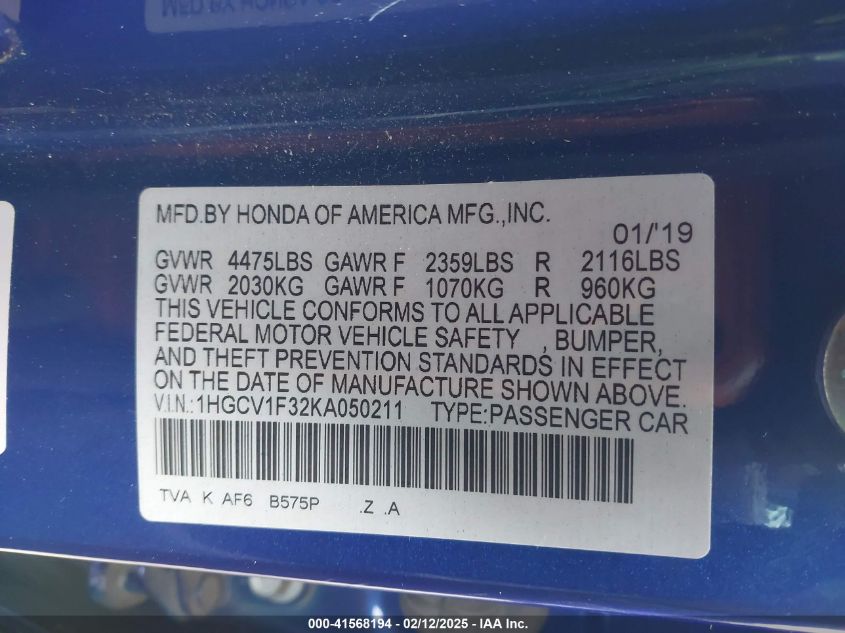 MFD.BY HONDA OF AMERICA MFG.,INC.
01/'19
GVWR 4475LBS GAWR F 2359LBS R 2116LBS
GVWR 2030KG GAWR F 1070KG R 960KG
THIS VEHICLE CONFORMS TO ALL APPLICABLE
FEDERAL MOTOR VEHICLE SAFETY , BUMPER,
AND THEFT PREVENTION STANDARDS IN EFFECT
ON THE DATE OF MANUFACTURE SHOWN ABOVE.
V.I.N.:1HGCV1F32KA050211 TYPE:PASSENGER CAR
TVA K AF6 B575P .Z .A
000-41568194 - 02/12/2025 - IAA Inc.